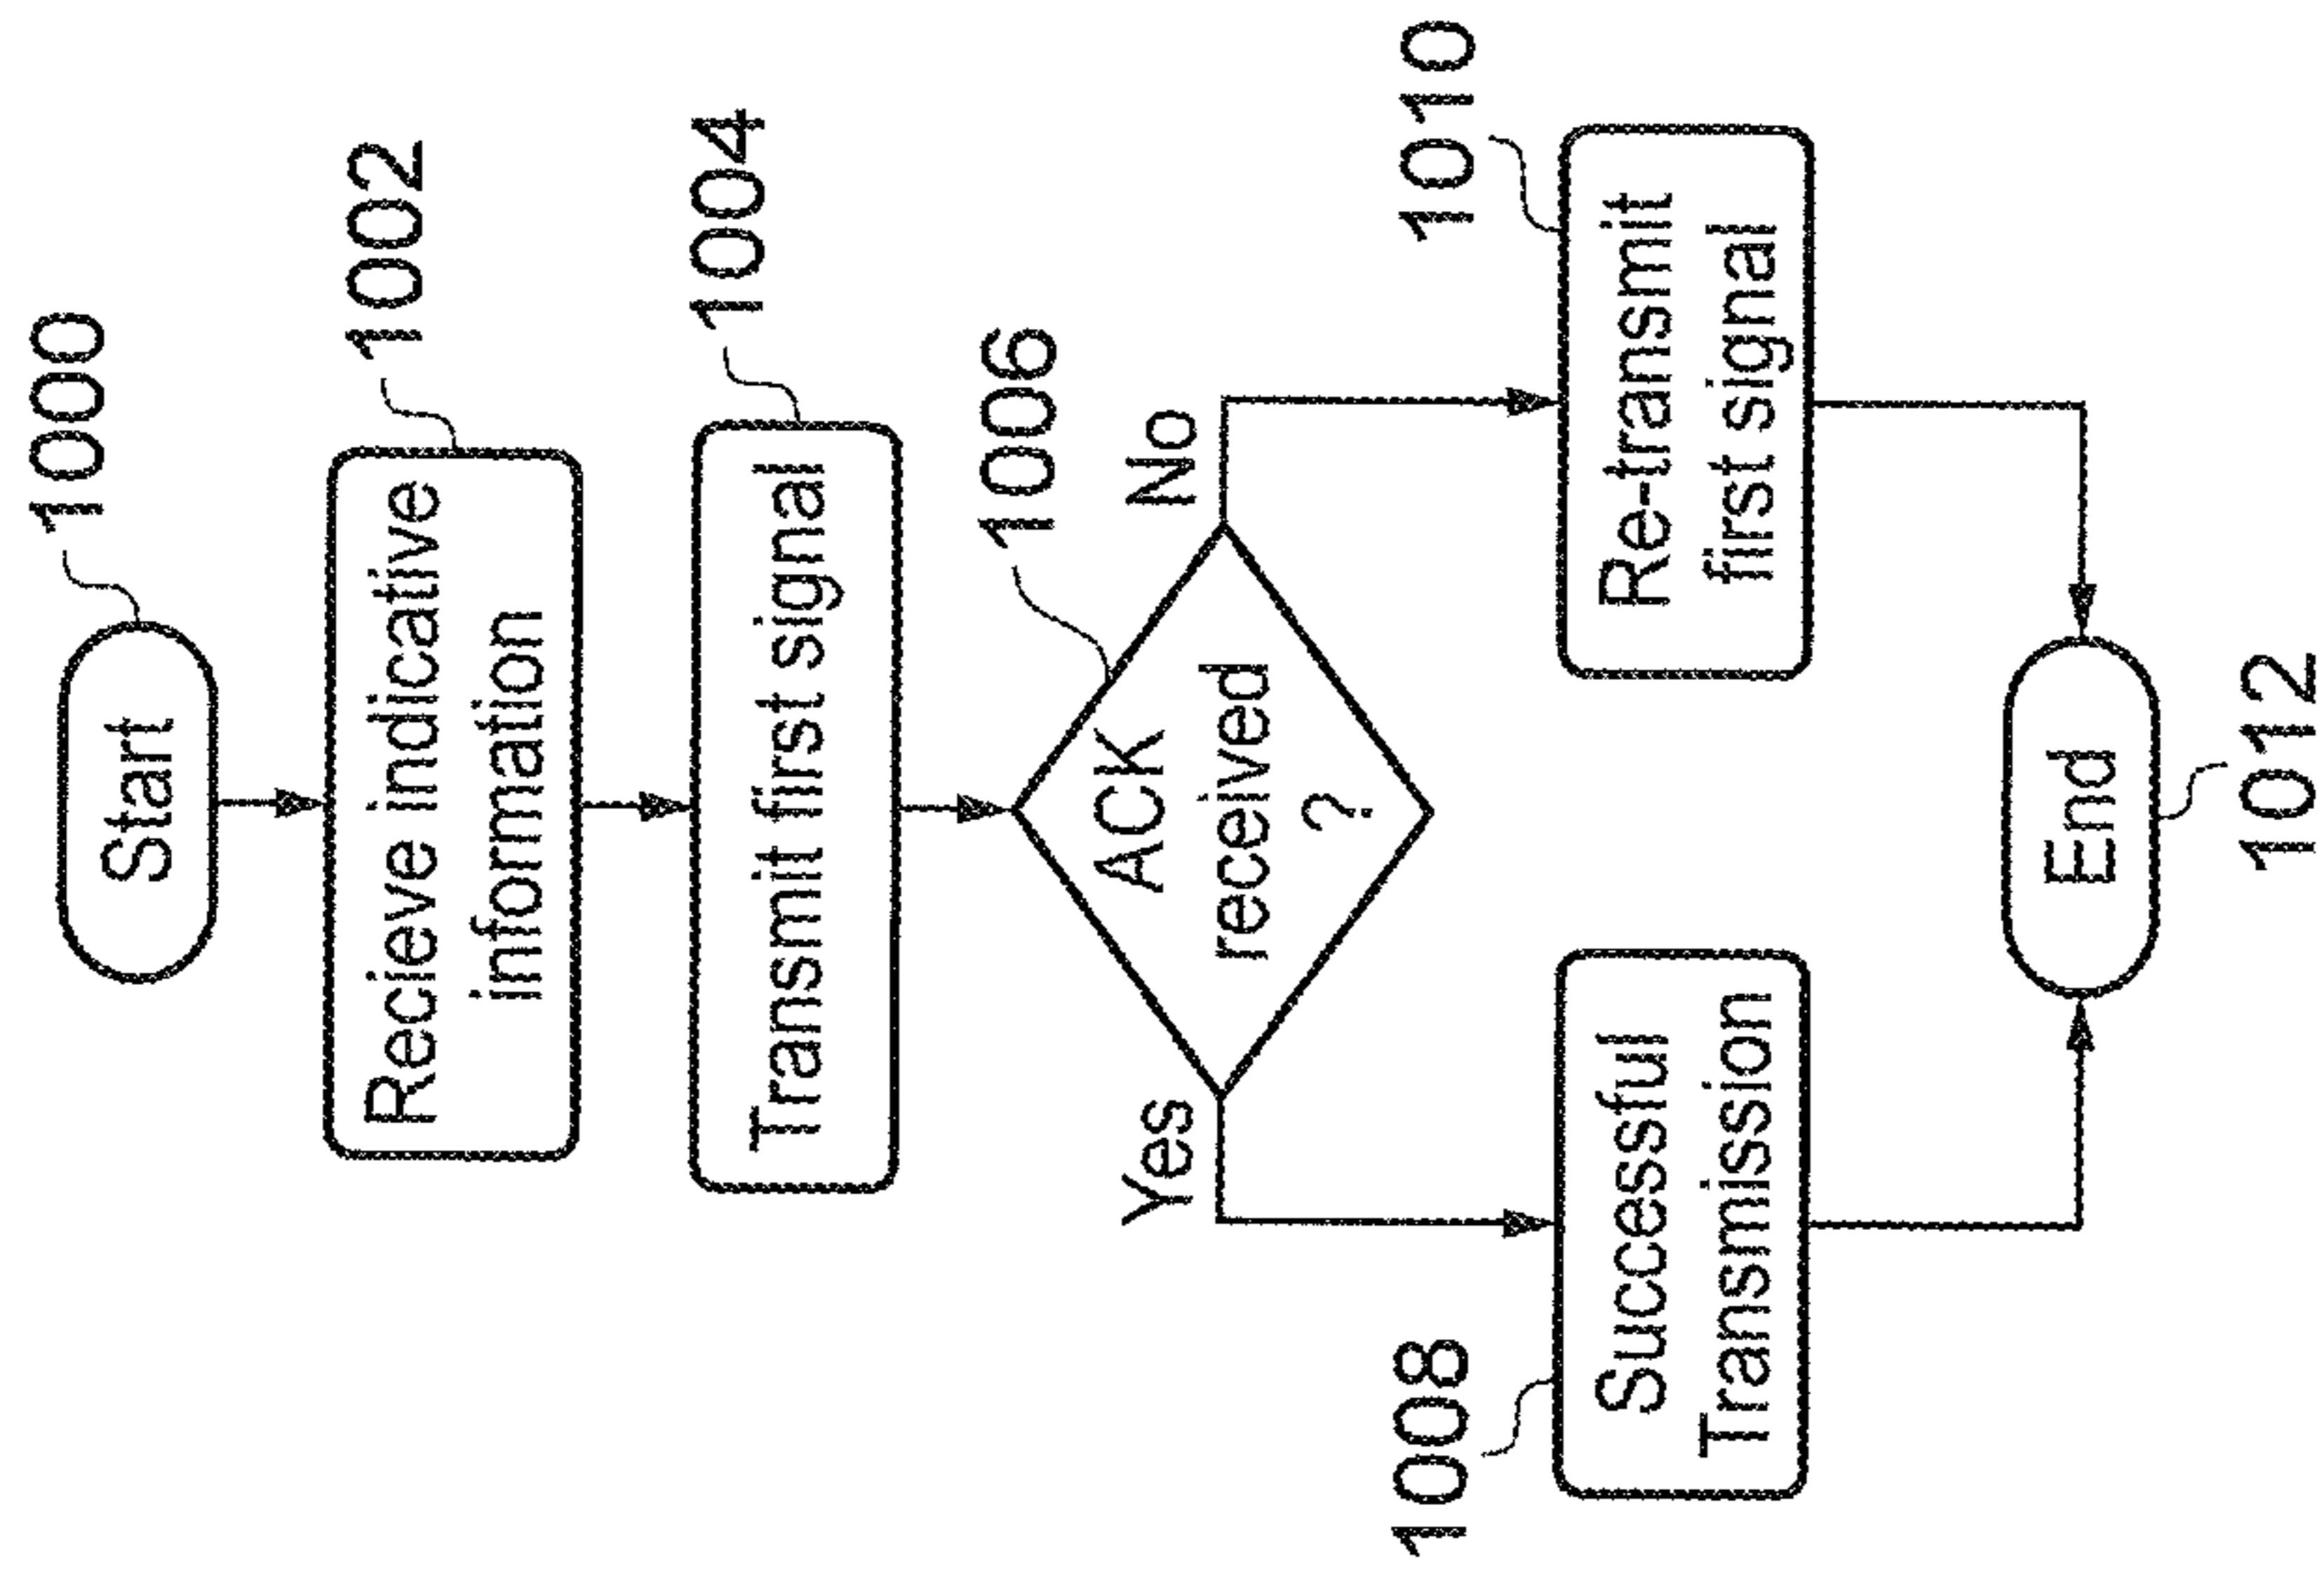 1000
Start
1002
Recieve indicative
information
1004
Transmit first signal
1006
ACK
received
?
Yes
No
1008
Successful
Transmission
1010
Re-transmit
first signal
End
1012